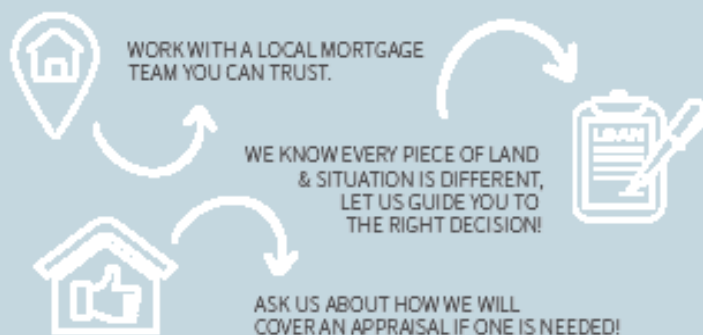 WORK WITH A LOCAL MORTGAGE
TEAM YOU CAN TRUST.
LOAN
WE KNOW EVERY PIECE OF LAND
& SITUATION IS DIFFERENT,
LET US GUIDE YOU TO
THE RIGHT DECISION!
ASK US ABOUT HOW WE WILL
COVER AN APPRAISAL IF ONE IS NEEDED!